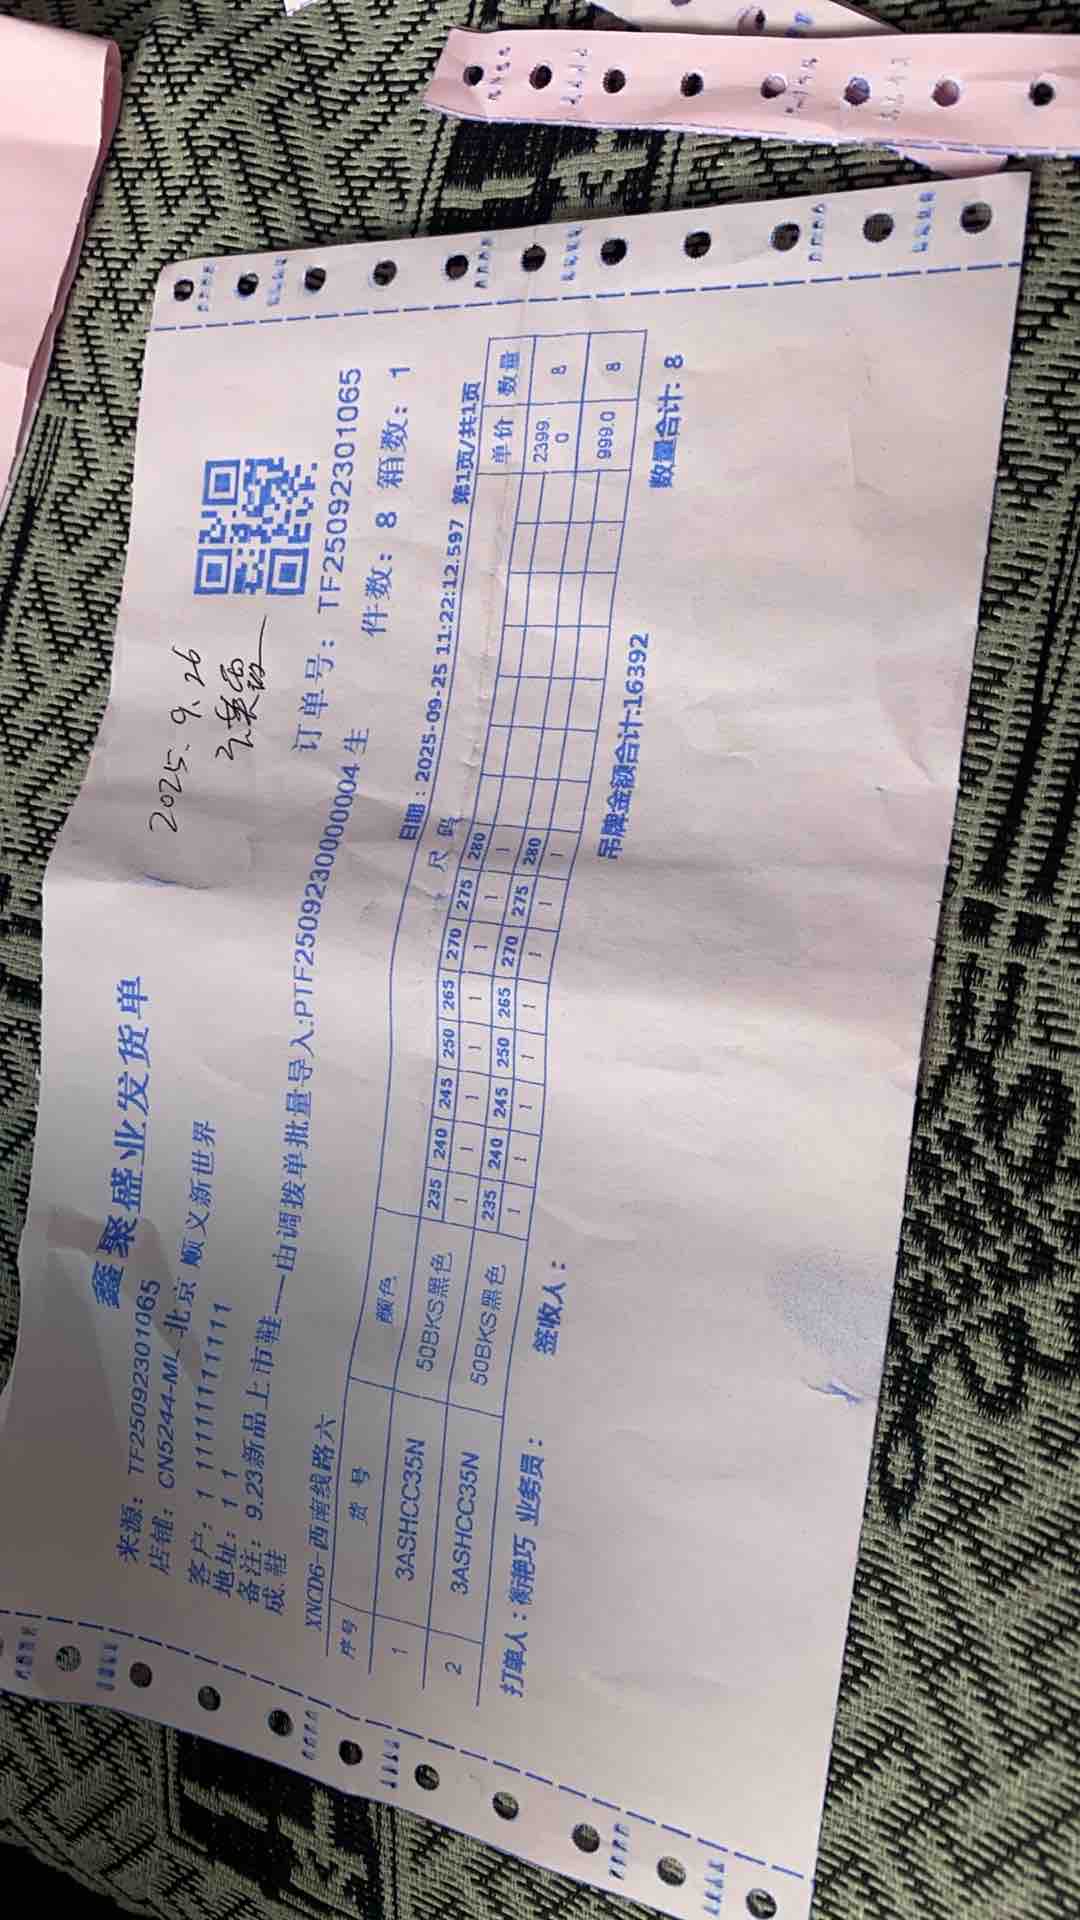 鑫聚盛业发货单
2025.9.26
来源: TF2509230​1065
店铺: CN5244-ML 北京 顺义新世界
客户: 1 11111111111
地址: 1 1
备注: 9.23新品上市鞋——由调拨单批量导入:PTF250923000004 生成.鞋
订单号: TF25092301065
件数: 8 箱数: 1
XNCD6-西南线路六
日期: 2025-09-25 11:22:12.597 第1页/共1页
序号 货号 颜色 尺码 单价 数量
235 240 245 250 265 270 275 280
1 3ASHCC35N 50BKS黑色 1 1 1 1 1 1 1 1 2399.0 8
235 240 245 250 265 270 275 280
2 3ASHCC35N 50BKS黑色 1 1 1 1 1 1 1 1 999.0 8
打单人: 衡艳巧 业务员: 签收人: 吊牌金额合计:16392 数量合计: 8